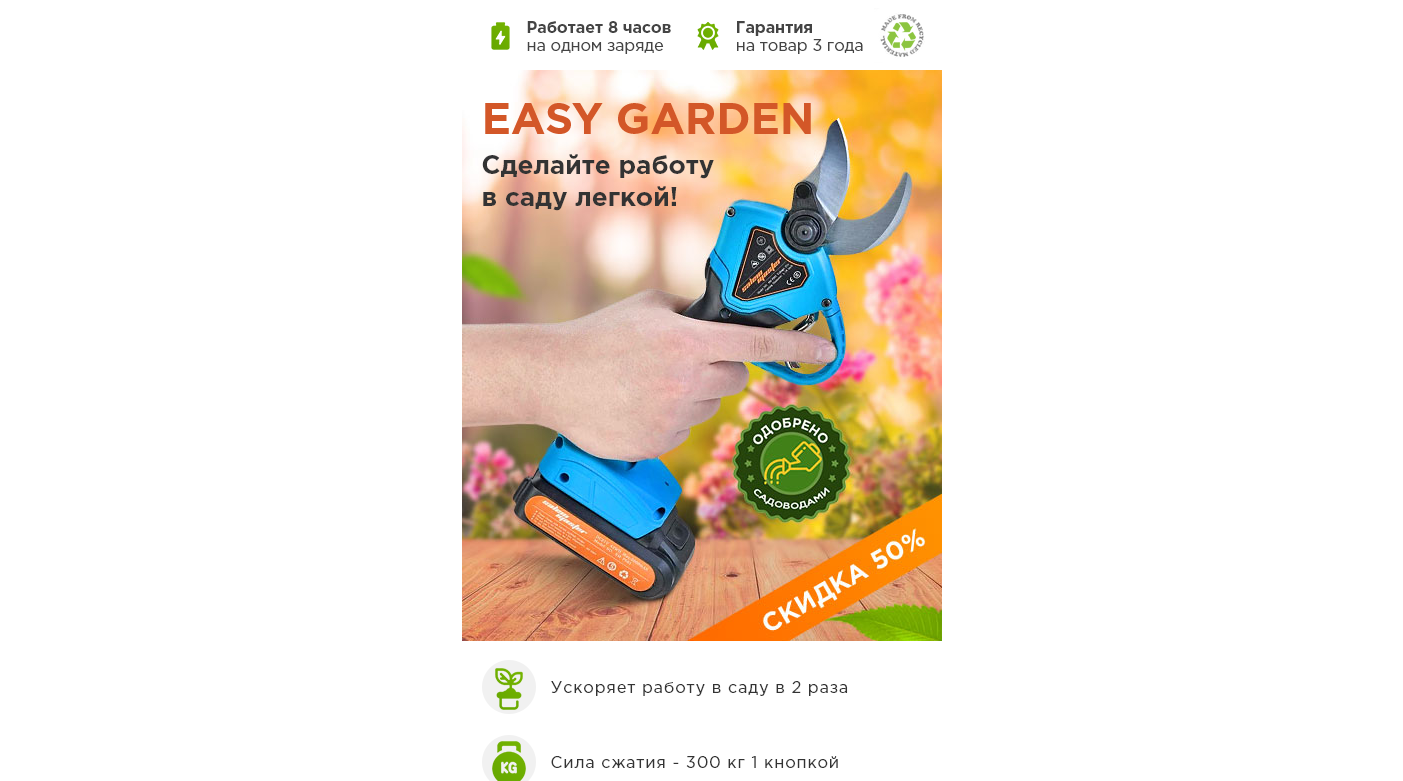 Работает 8 часов
на одном заряде
Гарантия
на товар 3 года
MADE FROM RECYCLED MATERIAL
EASY GARDEN
Сделайте работу
в саду легкой!
ОДОБРЕНО
САДОВОДАМИ
СКИДКА 50%
Ускоряет работу в саду в 2 раза
KG
Сила сжатия - 300 кг 1 кнопкой